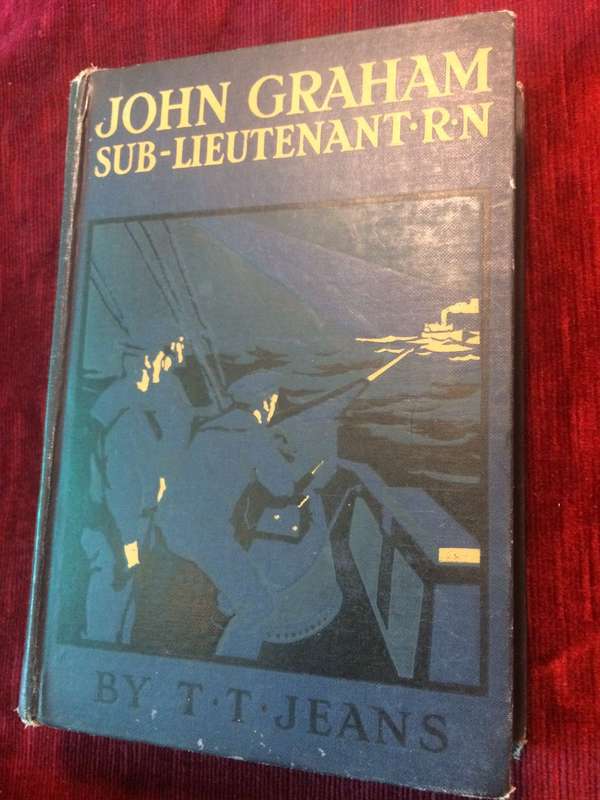 JOHN GRAHAM
SUB-LIEUTENANT·R·N
BY T·T·JEANS